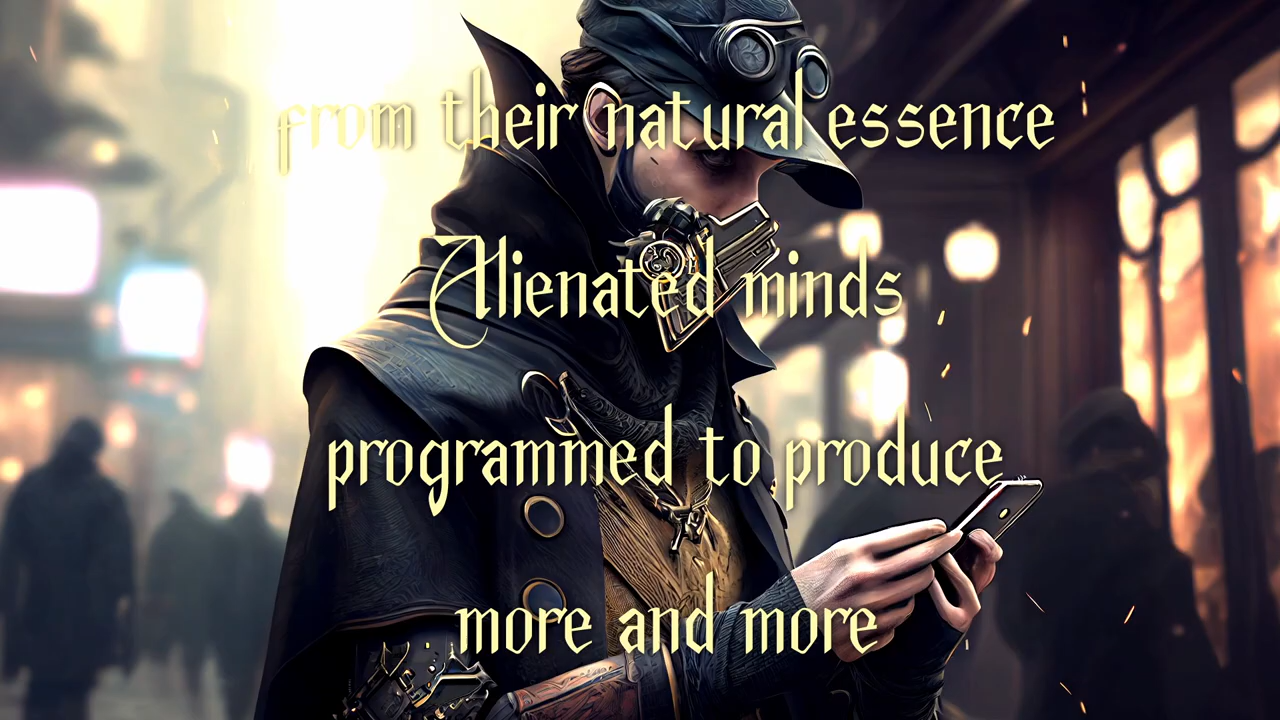 from their natural essence
Alienated minds
programmed to produce
more and more